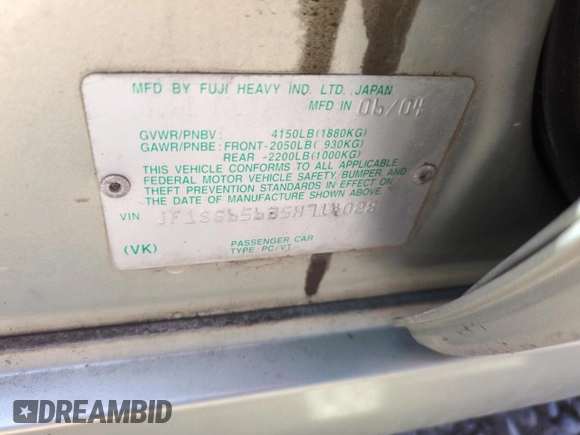 MFD BY FUJI HEAVY IND. LTD. JAPAN
MFD IN 06/04
GVWR/PNBV: 4150LB(1880KG)
GAWR/PNBE: FRONT-2050LB( 930KG)
REAR -2200LB(1000KG)
THIS VEHICLE CONFORMS TO ALL APPLICABLE
FEDERAL MOTOR VEHICLE SAFETY, BUMPER, AND
THEFT PREVENTION STANDARDS IN EFFECT ON
THE DATE OF MANUFACTURE SHOWN ABOVE.
VIN
(VK) PASSENGER CAR
TYPE:PC/VT
DREAMBID